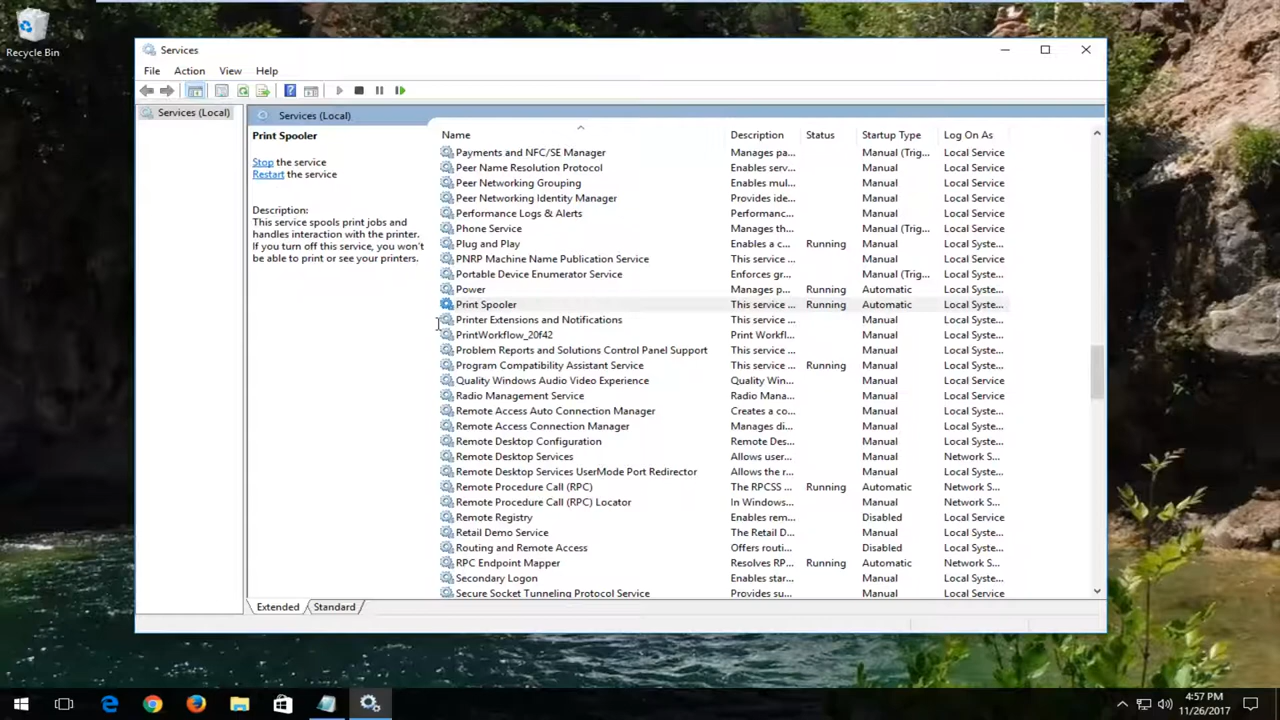 Recycle Bin
Services
File Action View Help
Services (Local)
Services (Local)
Print Spooler
Stop the service
Restart the service
Description:
This service spools print jobs and
handles interaction with the printer.
If you turn off this service, you won't
be able to print or see your printers.
Name Description Status Startup Type Log On As
Payments and NFC/SE Manager Manages pa... Manual (Trig... Local Service
Peer Name Resolution Protocol Enables serv... Manual Local Service
Peer Networking Grouping Enables mul... Manual Local Service
Peer Networking Identity Manager Provides ide... Manual Local Service
Performance Logs & Alerts Performanc... Manual Local Service
Phone Service Manages th... Manual (Trig... Local Service
Plug and Play Enables a c... Running Manual Local Syste...
PNRP Machine Name Publication Service This service ... Manual Local Service
Portable Device Enumerator Service Enforces gr... Manual (Trig... Local Syste...
Power Manages p... Running Automatic Local Syste...
Print Spooler This service ... Running Automatic Local Syste...
Printer Extensions and Notifications This service ... Manual Local Syste...
PrintWorkflow_20f42 Print Workfl... Manual Local Syste...
Problem Reports and Solutions Control Panel Support This service ... Manual Local Syste...
Program Compatibility Assistant Service This service ... Running Manual Local Syste...
Quality Windows Audio Video Experience Quality Win... Manual Local Service
Radio Management Service Radio Mana... Manual Local Service
Remote Access Auto Connection Manager Creates a co... Manual Local Syste...
Remote Access Connection Manager Manages di... Manual Local Syste...
Remote Desktop Configuration Remote Des... Manual Local Syste...
Remote Desktop Services Allows user... Manual Network S...
Remote Desktop Services UserMode Port Redirector Allows the r... Manual Local Syste...
Remote Procedure Call (RPC) The RPCSS ... Running Automatic Network S...
Remote Procedure Call (RPC) Locator In Windows... Manual Network S...
Remote Registry Enables rem... Disabled Local Service
Retail Demo Service The Retail D... Manual Local Syste...
Routing and Remote Access Offers routi... Disabled Local Syste...
RPC Endpoint Mapper Resolves RP... Running Automatic Network S...
Secondary Logon Enables star... Manual Local Syste...
Secure Socket Tunneling Protocol Service Provides su... Manual Local Service
Extended Standard
4:57 PM
11/26/2017